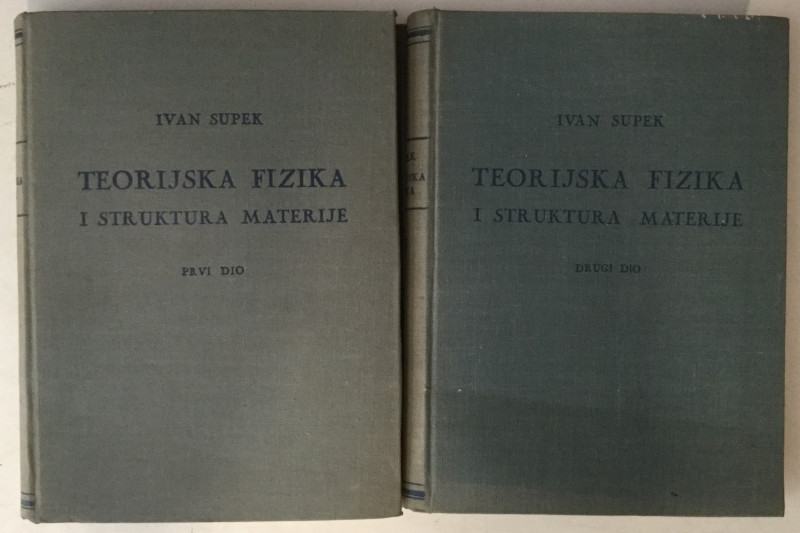 IVAN SUPEK
TEORIJSKA FIZIKA
I STRUKTURA MATERIJE
PRVI DIO
IVAN SUPEK
TEORIJSKA FIZIKA
I STRUKTURA MATERIJE
DRUGI DIO